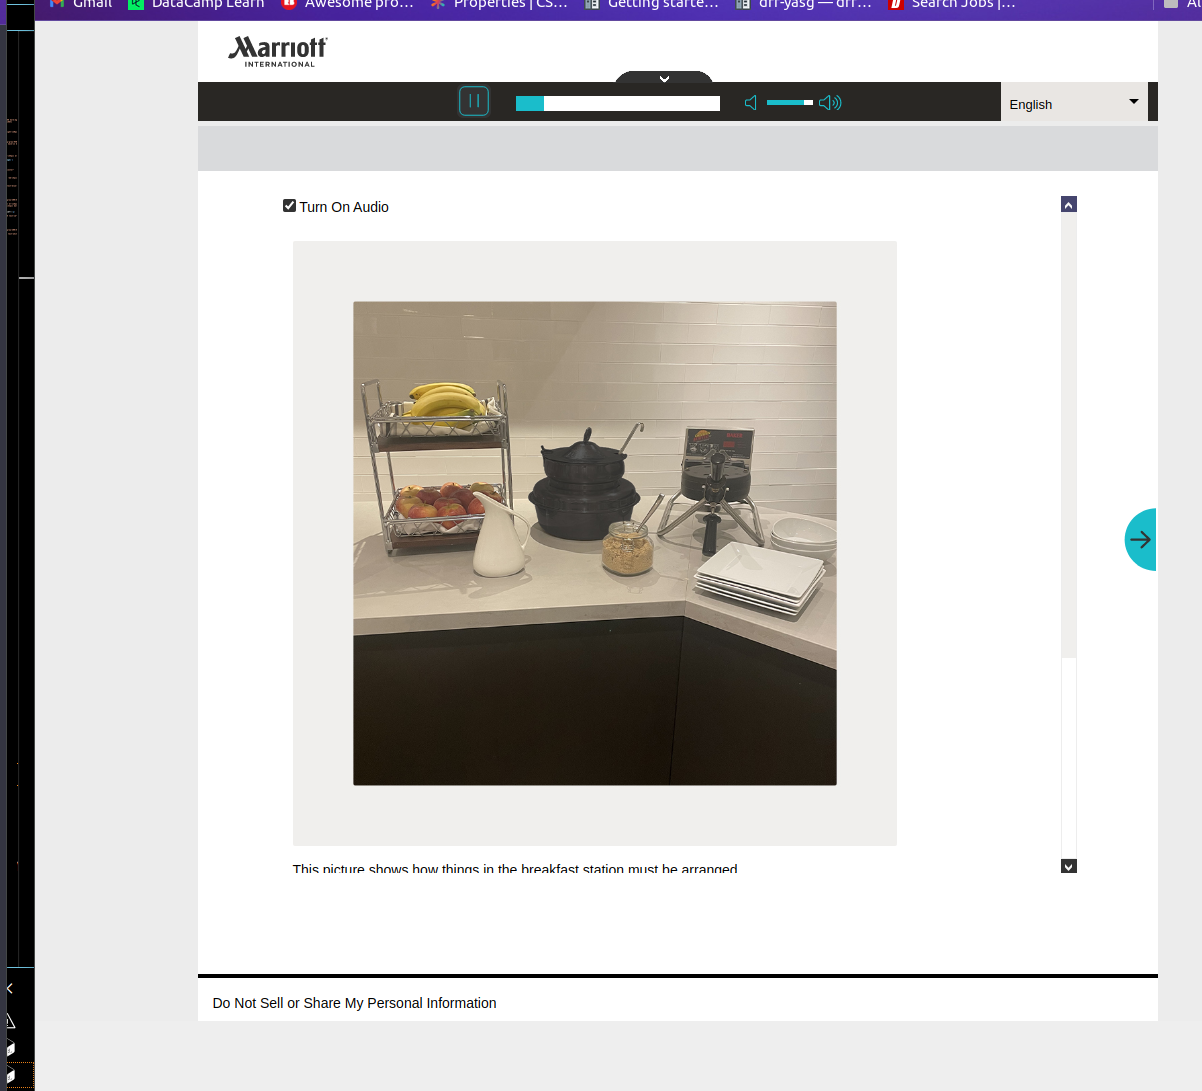 Gmail
DataCamp Learn
Awesome pro…
Properties | CS…
Getting starte…
drf-yasg — drf…
Search Jobs |…
Al
Marriott
INTERNATIONAL
English
Turn On Audio
This picture shows how things in the breakfast station must be arranged
Do Not Sell or Share My Personal Information